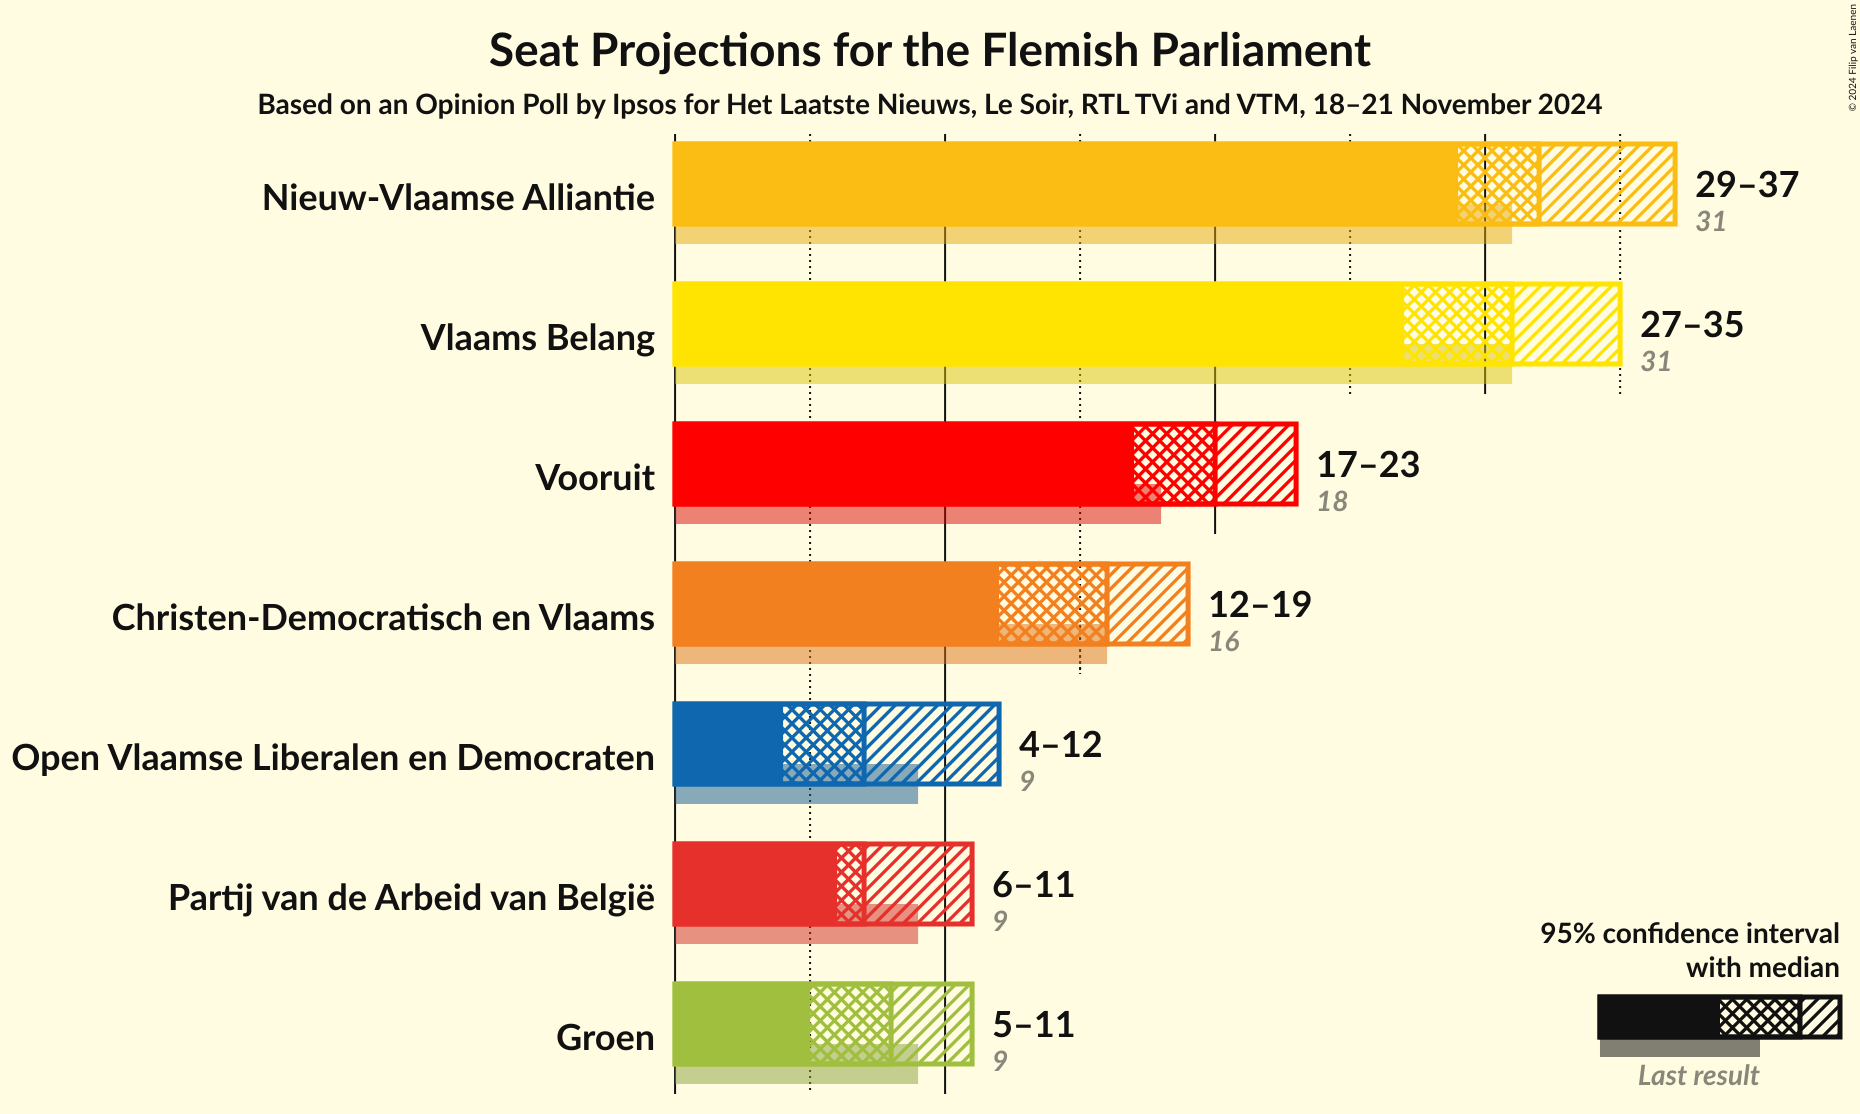 Seat Projections for the Flemish Parliament
Based on an Opinion Poll by Ipsos for Het Laatste Nieuws, Le Soir, RTL TVi and VTM, 18–21 November 2024
© 2024 Filip van Laenen
Nieuw-Vlaamse Alliantie
29–37
31
Vlaams Belang
27–35
31
Vooruit
17–23
18
Christen-Democratisch en Vlaams
12–19
16
Open Vlaamse Liberalen en Democraten
4–12
9
Partij van de Arbeid van België
6–11
9
Groen
5–11
9
95% confidence interval
with median
Last result